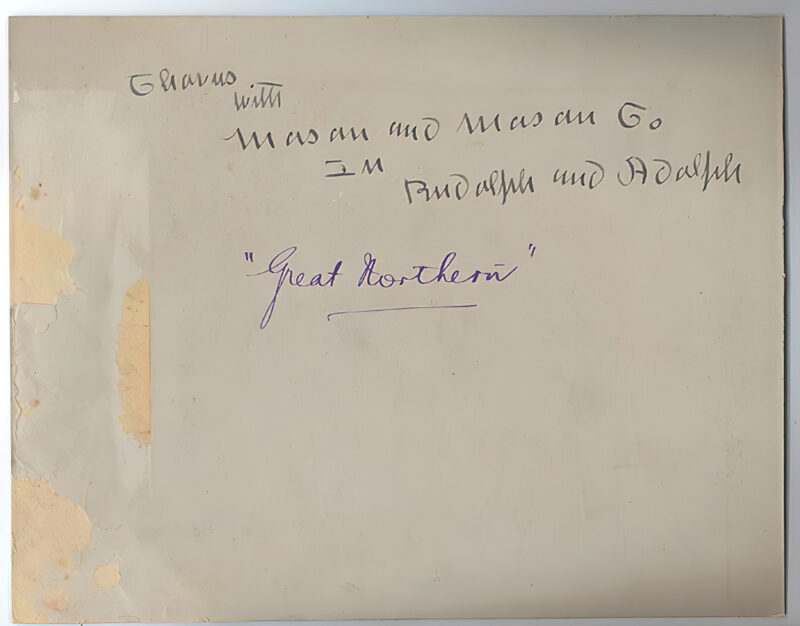 Chorus
with
Mason and Mason Co
In
Rudolph and Adolph
"Great Northern"